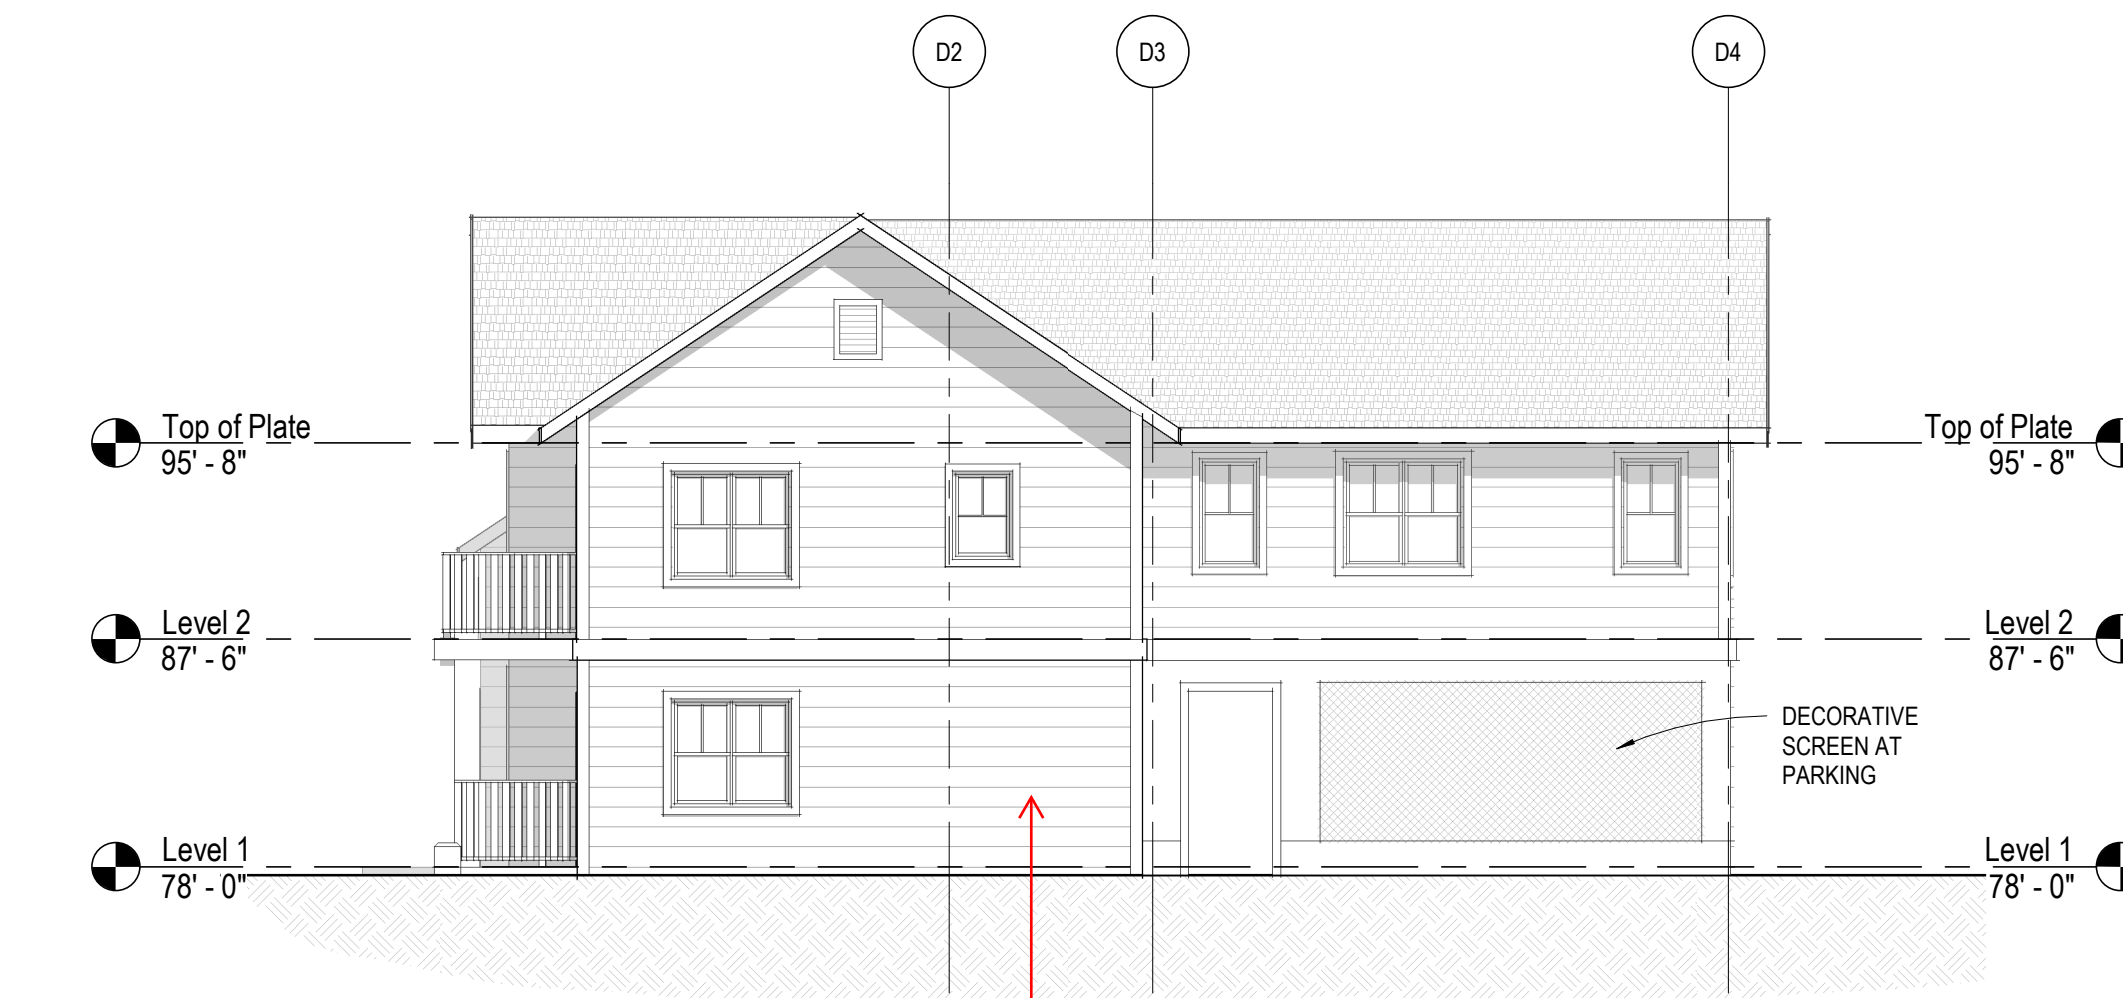 D2
D3
D4
Top of Plate
95' - 8"
Top of Plate
95' - 8"
Level 2
87' - 6"
Level 2
87' - 6"
DECORATIVE
SCREEN AT
PARKING
Level 1
78' - 0"
Level 1
78' - 0"